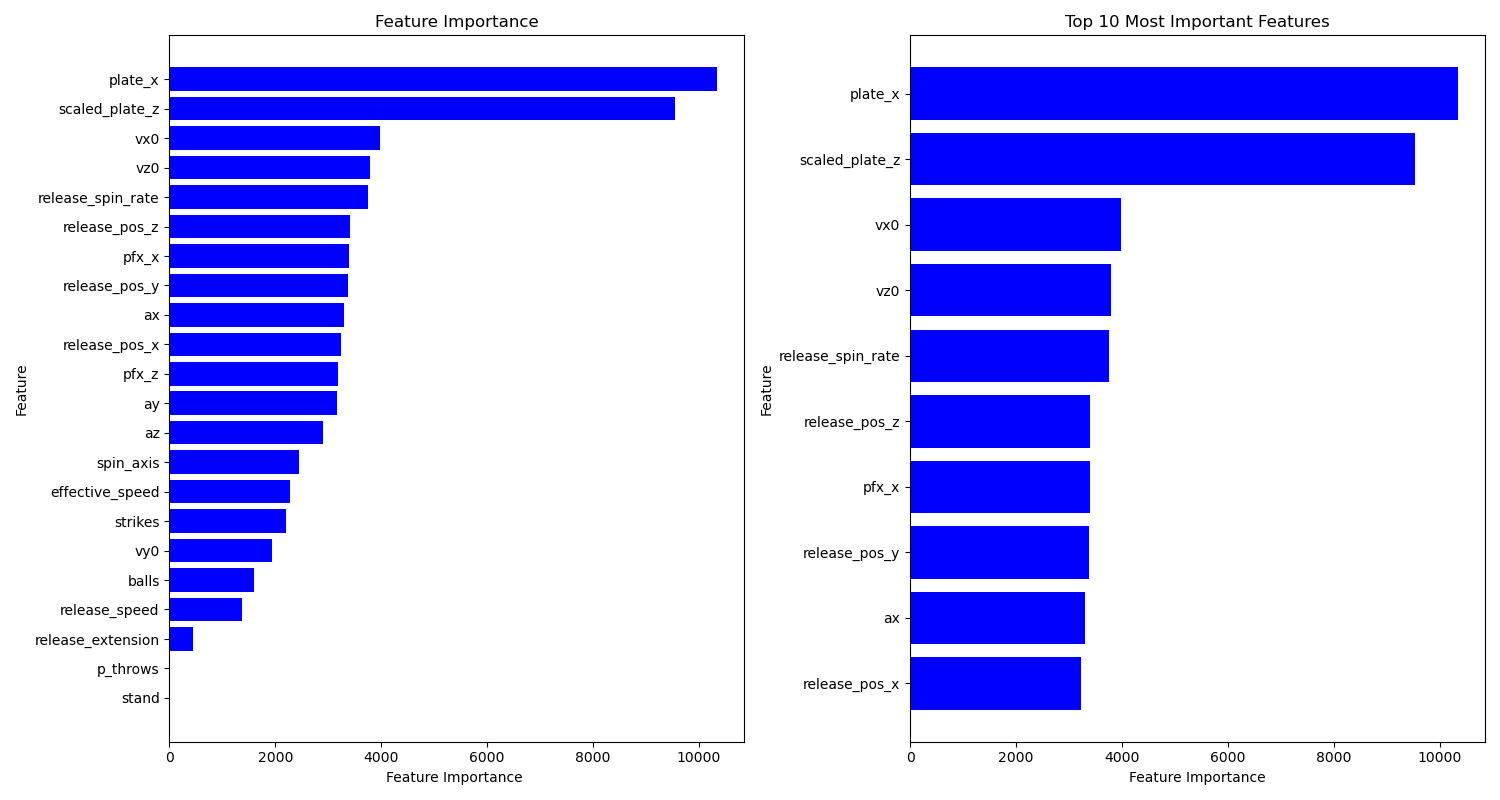 Feature Importance
Feature
plate_x
scaled_plate_z
vx0
vz0
release_spin_rate
release_pos_z
pfx_x
release_pos_y
ax
release_pos_x
pfx_z
ay
az
spin_axis
effective_speed
strikes
vy0
balls
release_speed
release_extension
p_throws
stand
0 2000 4000 6000 8000 10000
Feature Importance
Top 10 Most Important Features
Feature
plate_x
scaled_plate_z
vx0
vz0
release_spin_rate
release_pos_z
pfx_x
release_pos_y
ax
release_pos_x
0 2000 4000 6000 8000 10000
Feature Importance